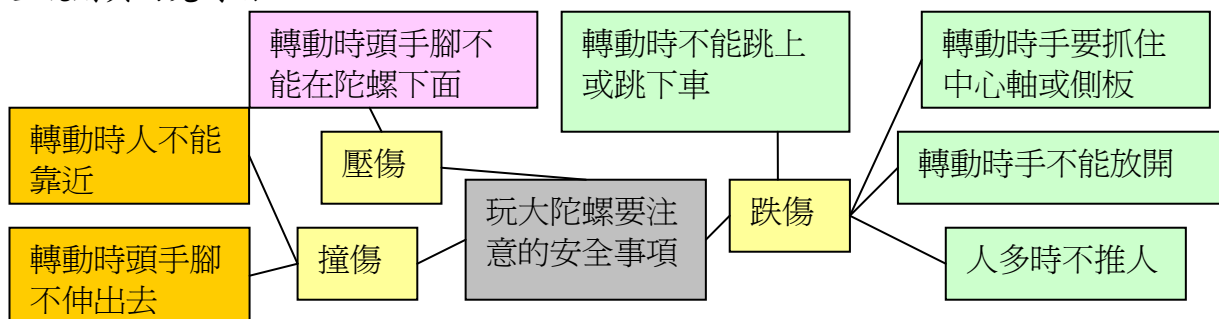 轉動時頭手腳不
能在陀螺下面
轉動時不能跳上
或跳下車
轉動時手要抓住
中心軸或側板
轉動時人不能
靠近
壓傷
轉動時手不能放開
玩大陀螺要注
意的安全事項
跌傷
轉動時頭手腳
不伸出去
撞傷
人多時不推人